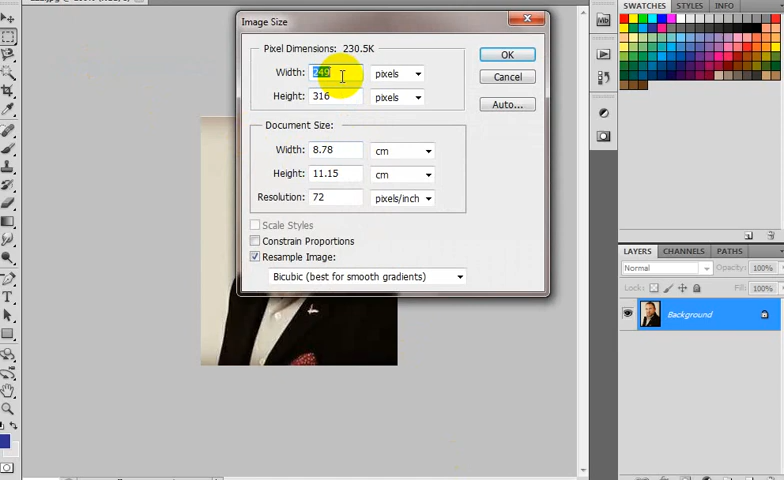 Image Size
SWATCHES STYLES INFO
Pixel Dimensions: 230.5K
Width: 249 pixels
Height: 316 pixels
OK
Cancel
Auto...
Document Size:
Width: 8.78 cm
Height: 11.15 cm
Resolution: 72 pixels/inch
Scale Styles
Constrain Proportions
Resample Image:
Bicubic (best for smooth gradients)
LAYERS CHANNELS PATHS
Normal Opacity: 100%
Lock: Fill: 100%
Background